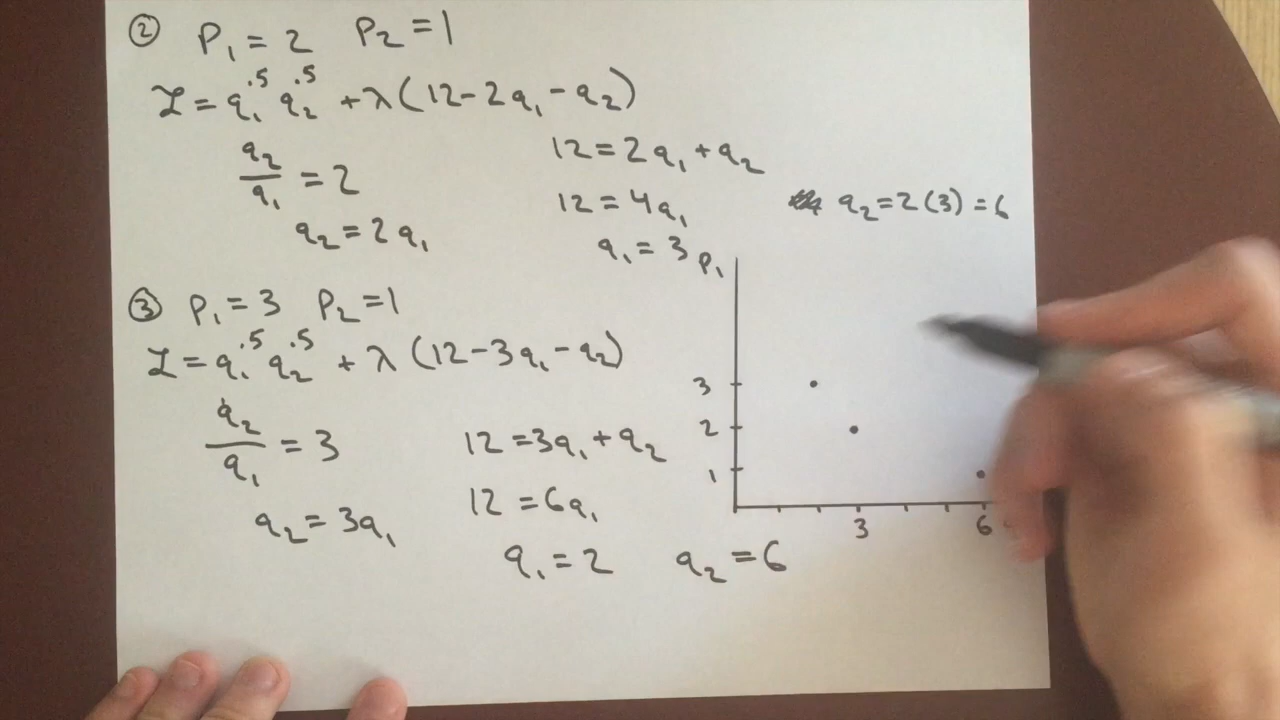 ② P₁ = 2 P₂ = 1
ℒ = q₁^.5 q₂^.5 + λ(12 - 2q₁ - q₂)
q₂/q₁ = 2
q₂ = 2q₁
12 = 2q₁ + q₂
12 = 4q₁
q₁ = 3
q₂ = 2(3) = 6
③ P₁ = 3 P₂ = 1
ℒ = q₁^.5 q₂^.5 + λ(12 - 3q₁ - q₂)
q₂/q₁ = 3
q₂ = 3q₁
12 = 3q₁ + q₂
12 = 6q₁
q₁ = 2 q₂ = 6
P₁
3
2
1
3 6